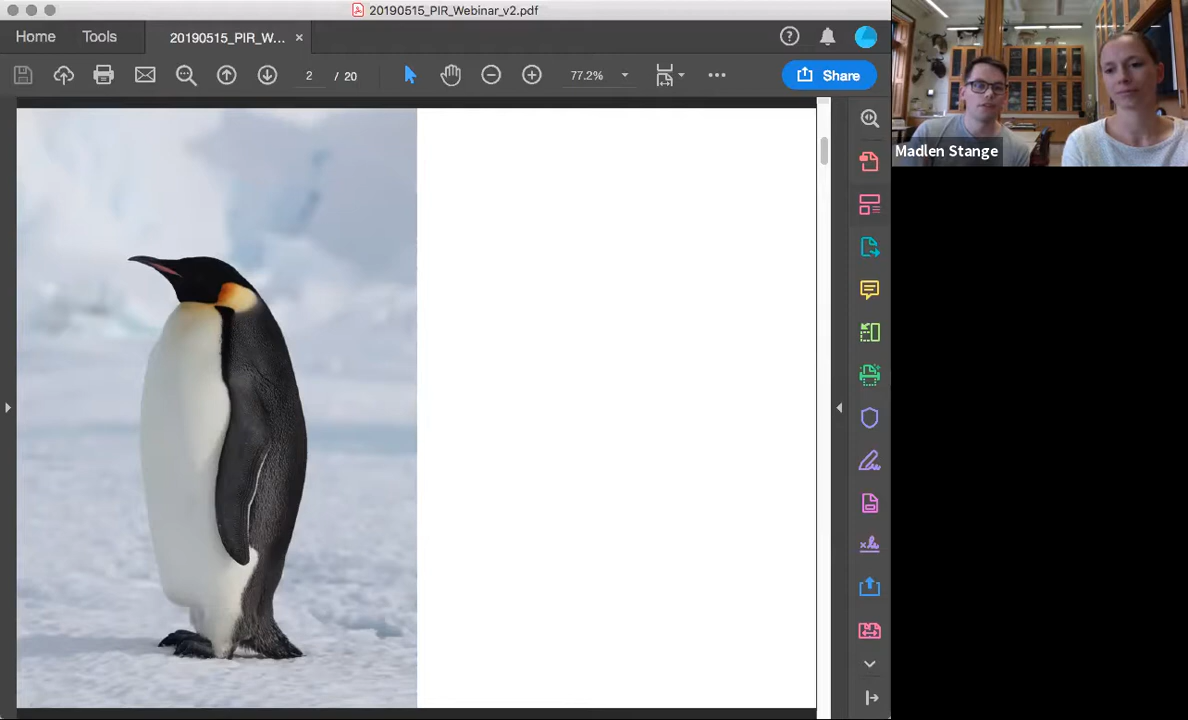 20190515_PIR_Webinar_v2.pdf
Home
Tools
20190515_PIR_W...
2 / 20
77.2%
Share
Madlen Stange